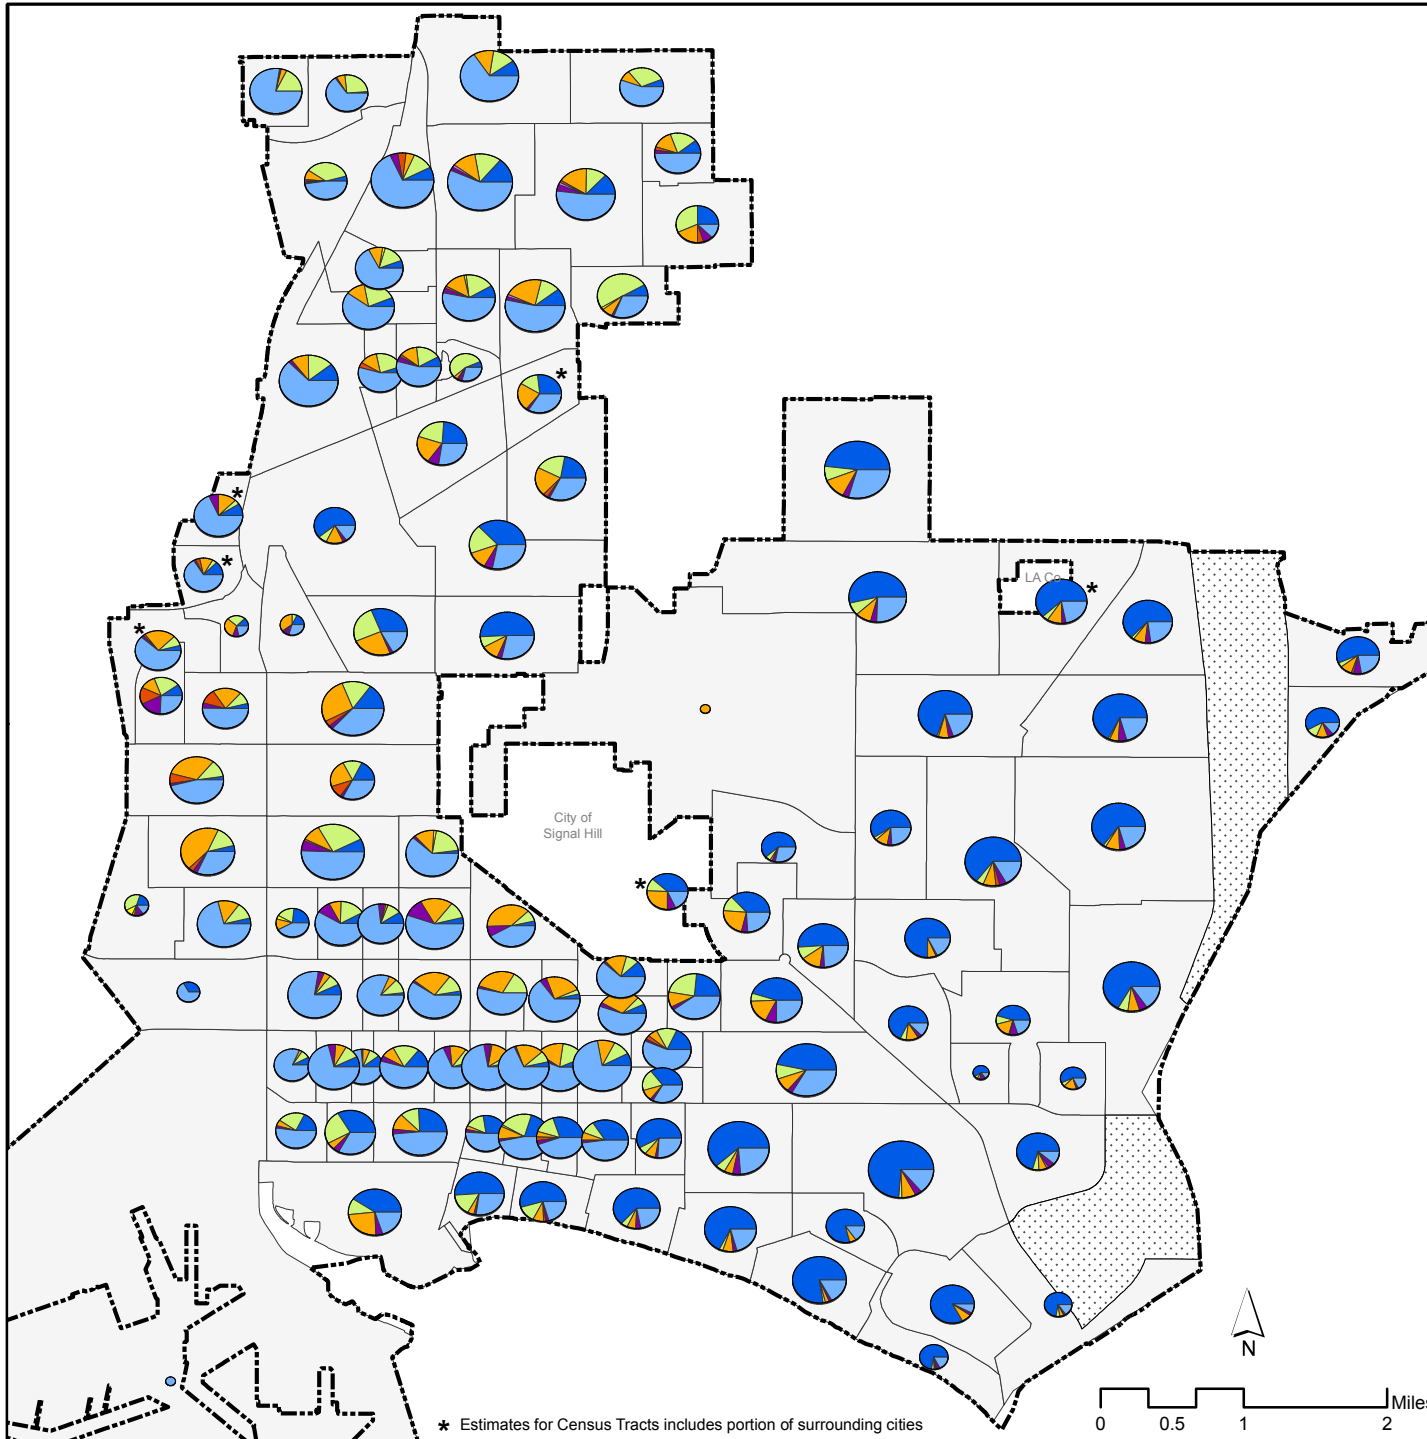 *
*
*
LA Co.
*
*
City of
Signal Hill
*
N
Miles
0 0.5 1 2
* Estimates for Census Tracts includes portion of surrounding cities